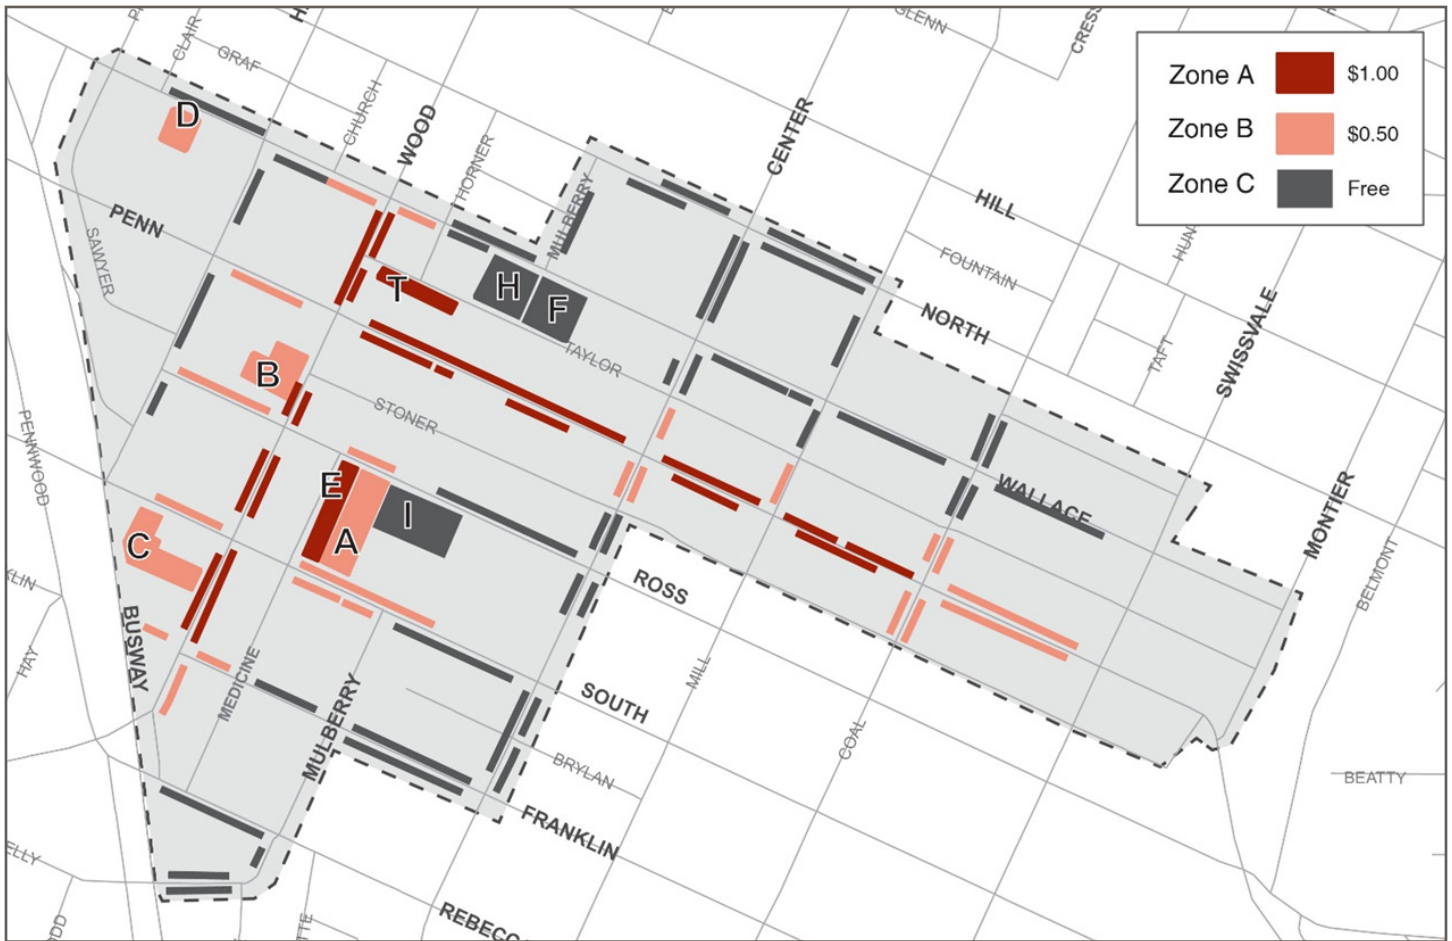 Zone A $1.00
Zone B $0.50
Zone C Free
GLENN
CLAIR
GRAF
CHURCH
WOOD
HORNER
MULBERRY
CENTER
HILL
FOUNTAIN
NORTH
TAFT
SWISSVALE
MONTIER
BELMONT
BEATTY
WALLACE
PENN
SAWYER
PENNWOOD
D
T
H
F
TAYLOR
B
STONER
E
A
I
C
BUSWAY
HAY
MEDICINE
MULBERRY
ROSS
SOUTH
MILL
COAL
BRYLAN
FRANKLIN